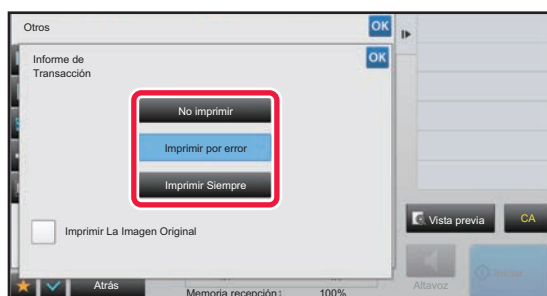 Otros
OK
Informe de
Transacción
OK
No imprimir
Imprimir por error
Imprimir Siempre
Imprimir La Imagen Original
Vista previa
CA
Atrás
Memoria recepción:
100%
Altavoz
Iniciar